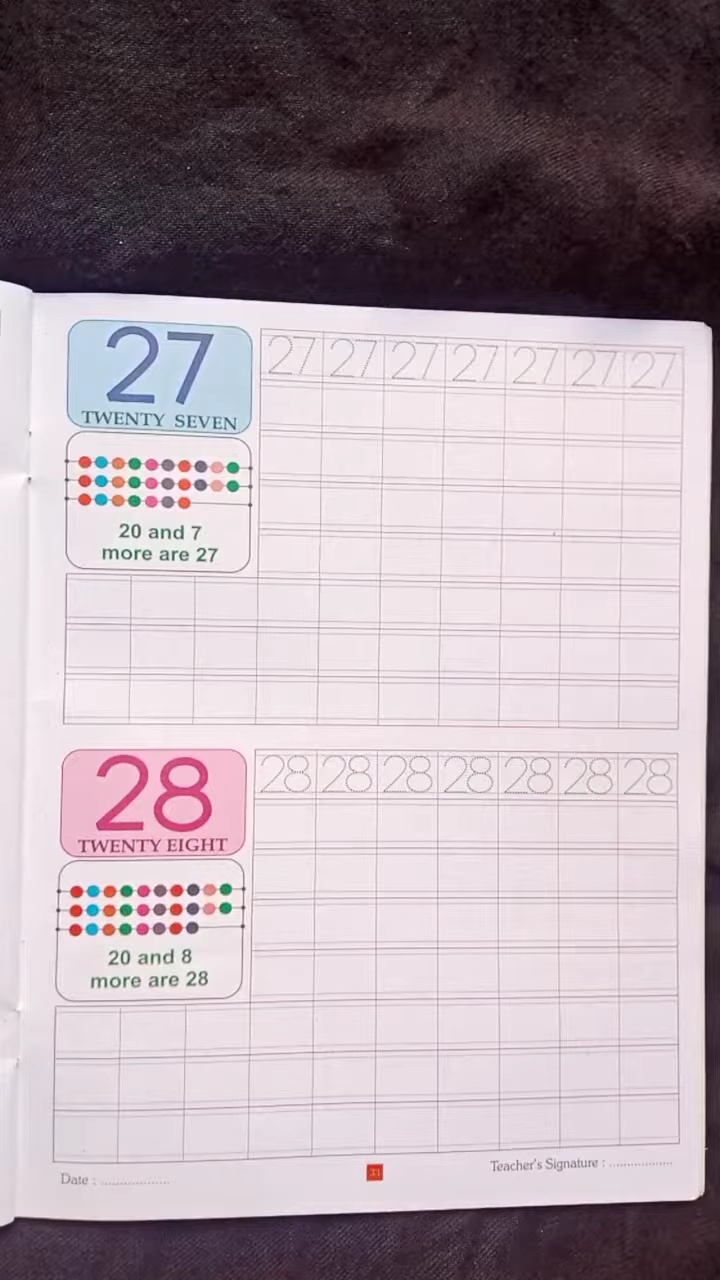 27
TWENTY SEVEN
27 27 27 27 27 27 27
20 and 7
more are 27
28
TWENTY EIGHT
28 28 28 28 28 28 28
20 and 8
more are 28
Date : ..................
Teacher's Signature : .................